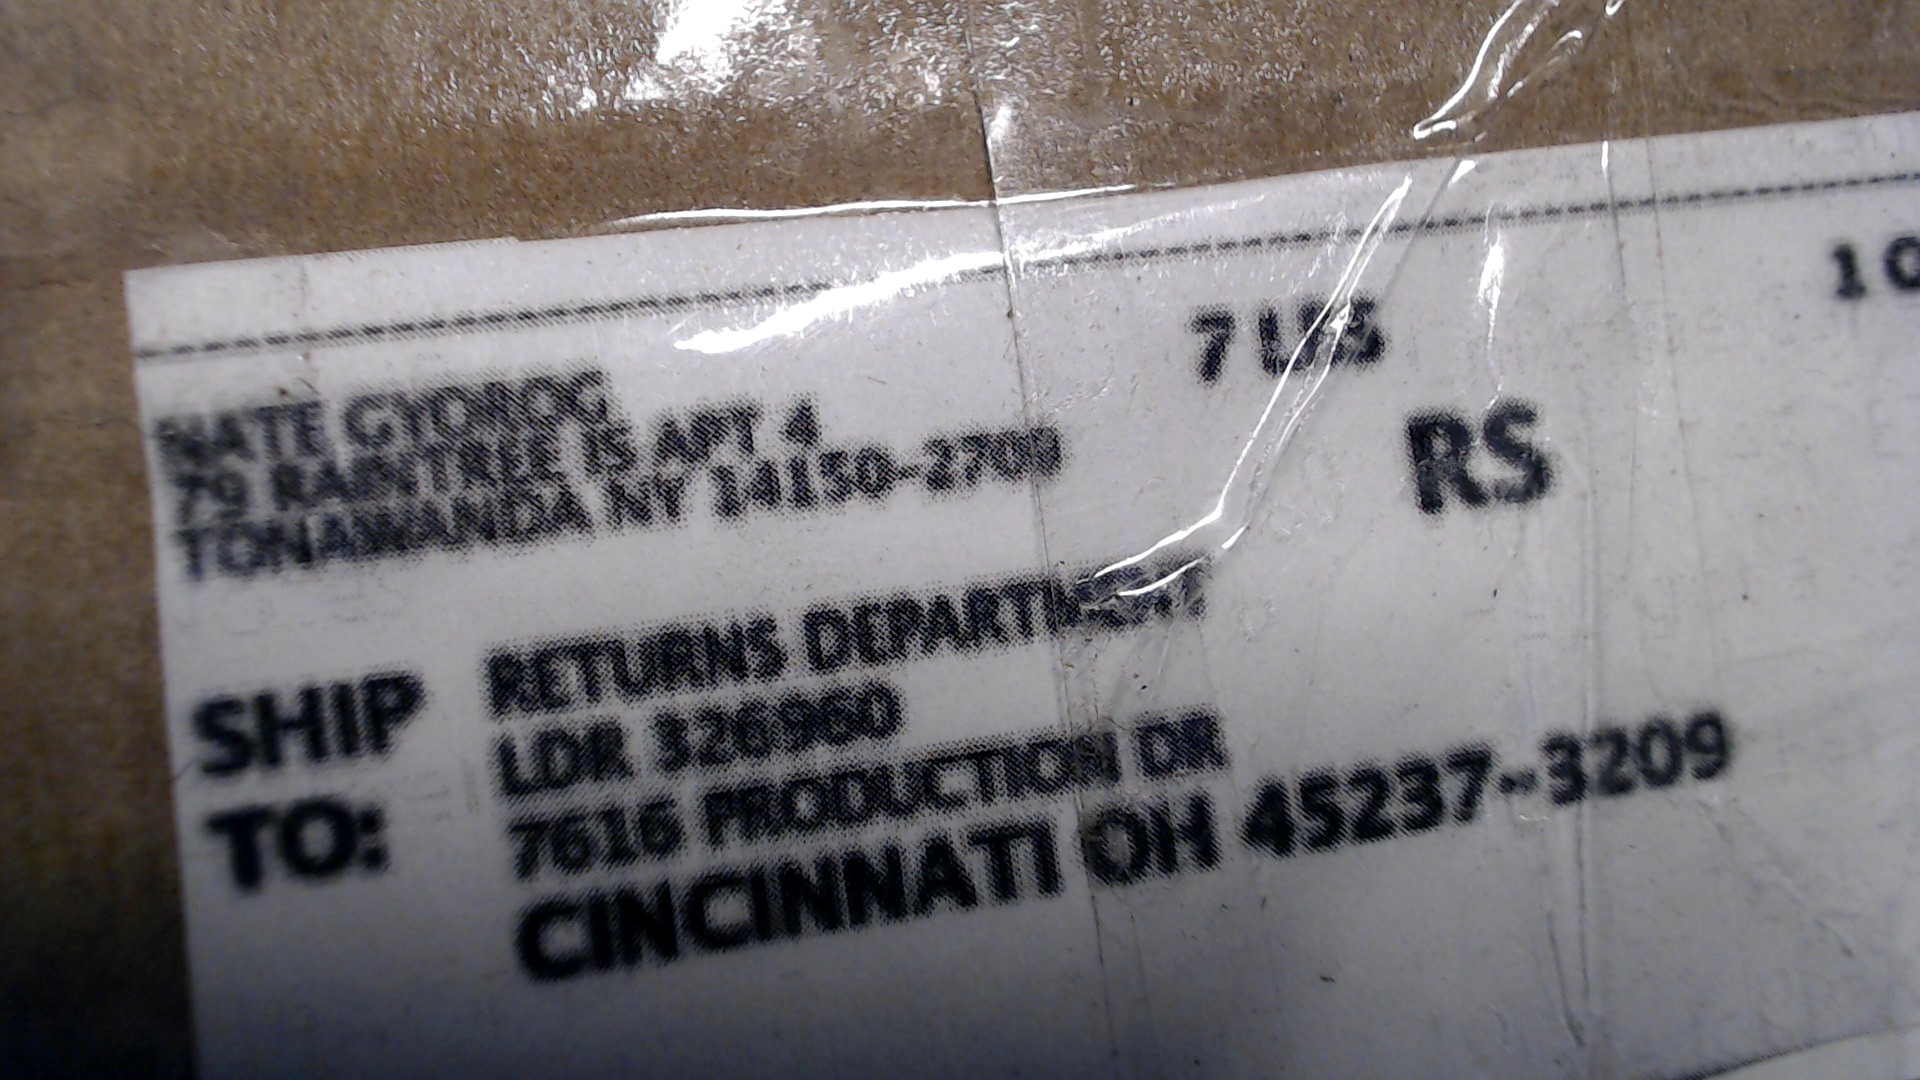 NATE GYOROG
79 RAINTREE IS APT 4
TONAWANDA NY 14150-2709
7 LBS
1 O
RS
SHIP TO:
RETURNS DEPARTMENT
LDR 326960
7616 PRODUCTION DR
CINCINNATI OH 45237-3209